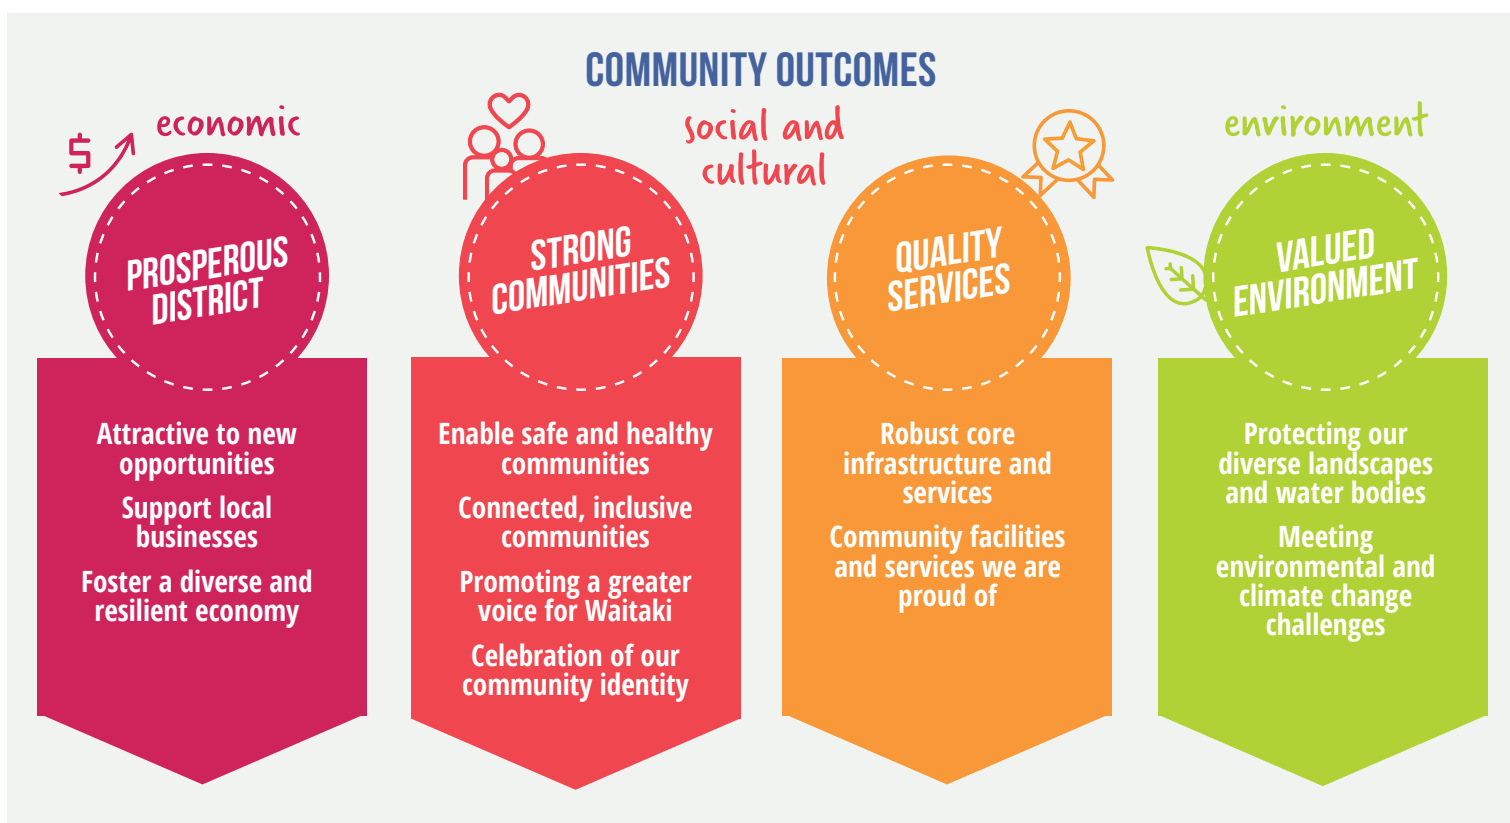 COMMUNITY OUTCOMES
economic
$
PROSPEROUS
DISTRICT
Attractive to new
opportunities
Support local
businesses
Foster a diverse and
resilient economy
social and
cultural
STRONG
COMMUNITIES
Enable safe and healthy
communities
Connected, inclusive
communities
Promoting a greater
voice for Waitaki
Celebration of our
community identity
QUALITY
SERVICES
Robust core
infrastructure and
services
Community facilities
and services we are
proud of
environment
VALUED
ENVIRONMENT
Protecting our
diverse landscapes
and water bodies
Meeting
environmental and
climate change
challenges